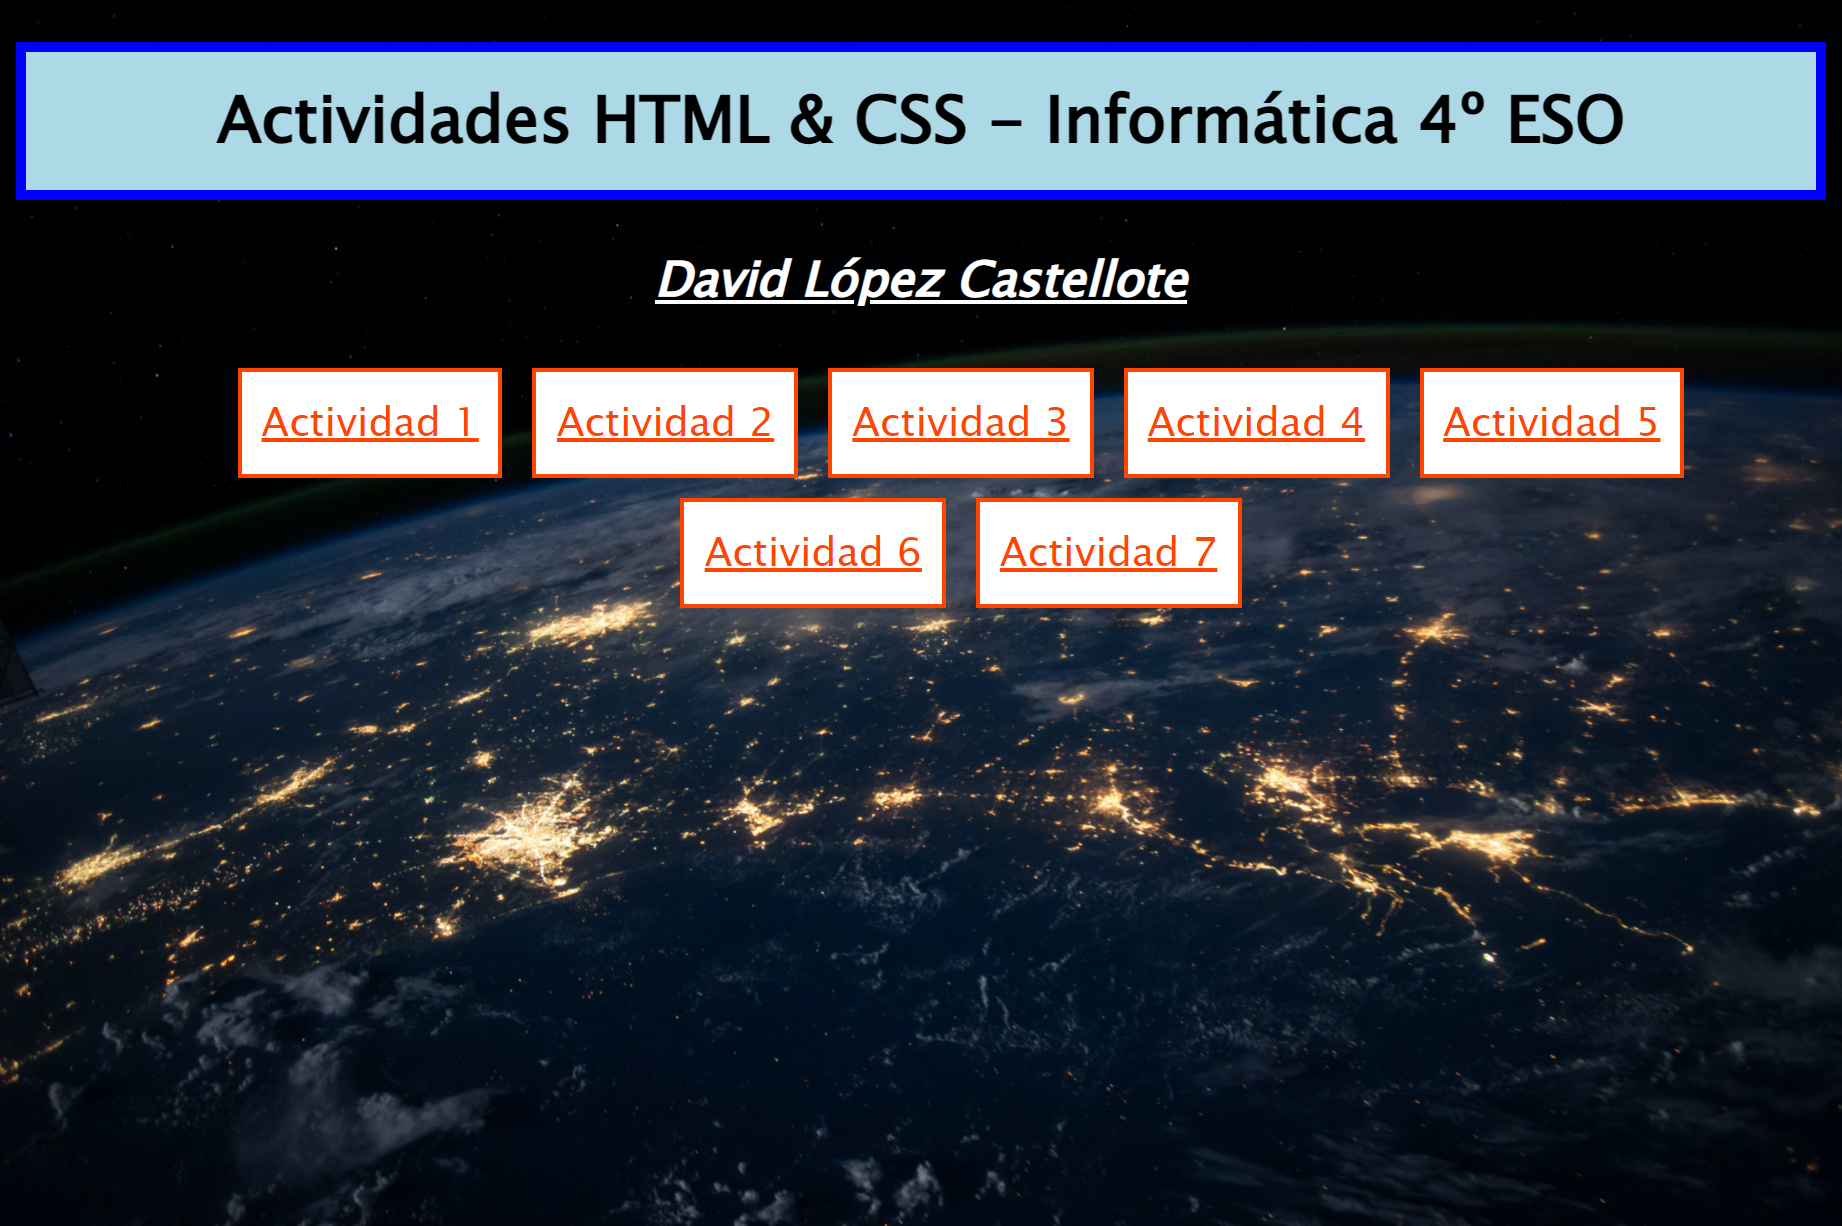 Actividades HTML & CSS - Informática 4º ESO
David López Castellote
Actividad 1 Actividad 2 Actividad 3 Actividad 4 Actividad 5
Actividad 6 Actividad 7